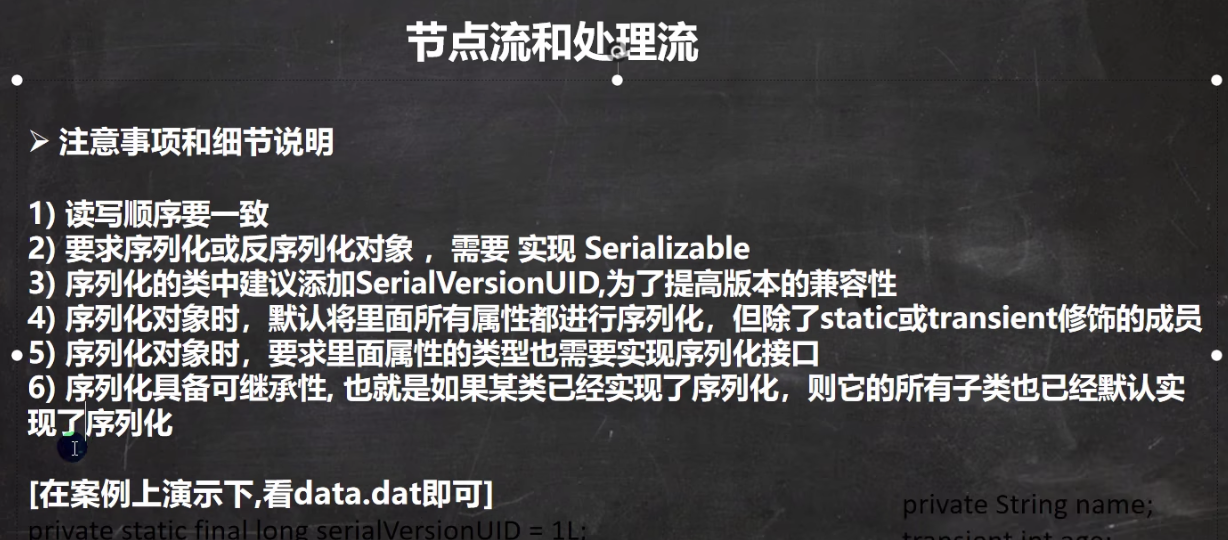 节点流和处理流
➢ 注意事项和细节说明
1) 读写顺序要一致
2) 要求序列化或反序列化对象 ，需要 实现 Serializable
3) 序列化的类中建议添加SerialVersionUID,为了提高版本的兼容性
4) 序列化对象时，默认将里面所有属性都进行序列化，但除了static或transient修饰的成员
5) 序列化对象时，要求里面属性的类型也需要实现序列化接口
6) 序列化具备可继承性, 也就是如果某类已经实现了序列化，则它的所有子类也已经默认实
现了序列化
[在案例上演示下,看data.dat即可]
private static final long serialVersionUID = 1L;
private String name;
transient int age;